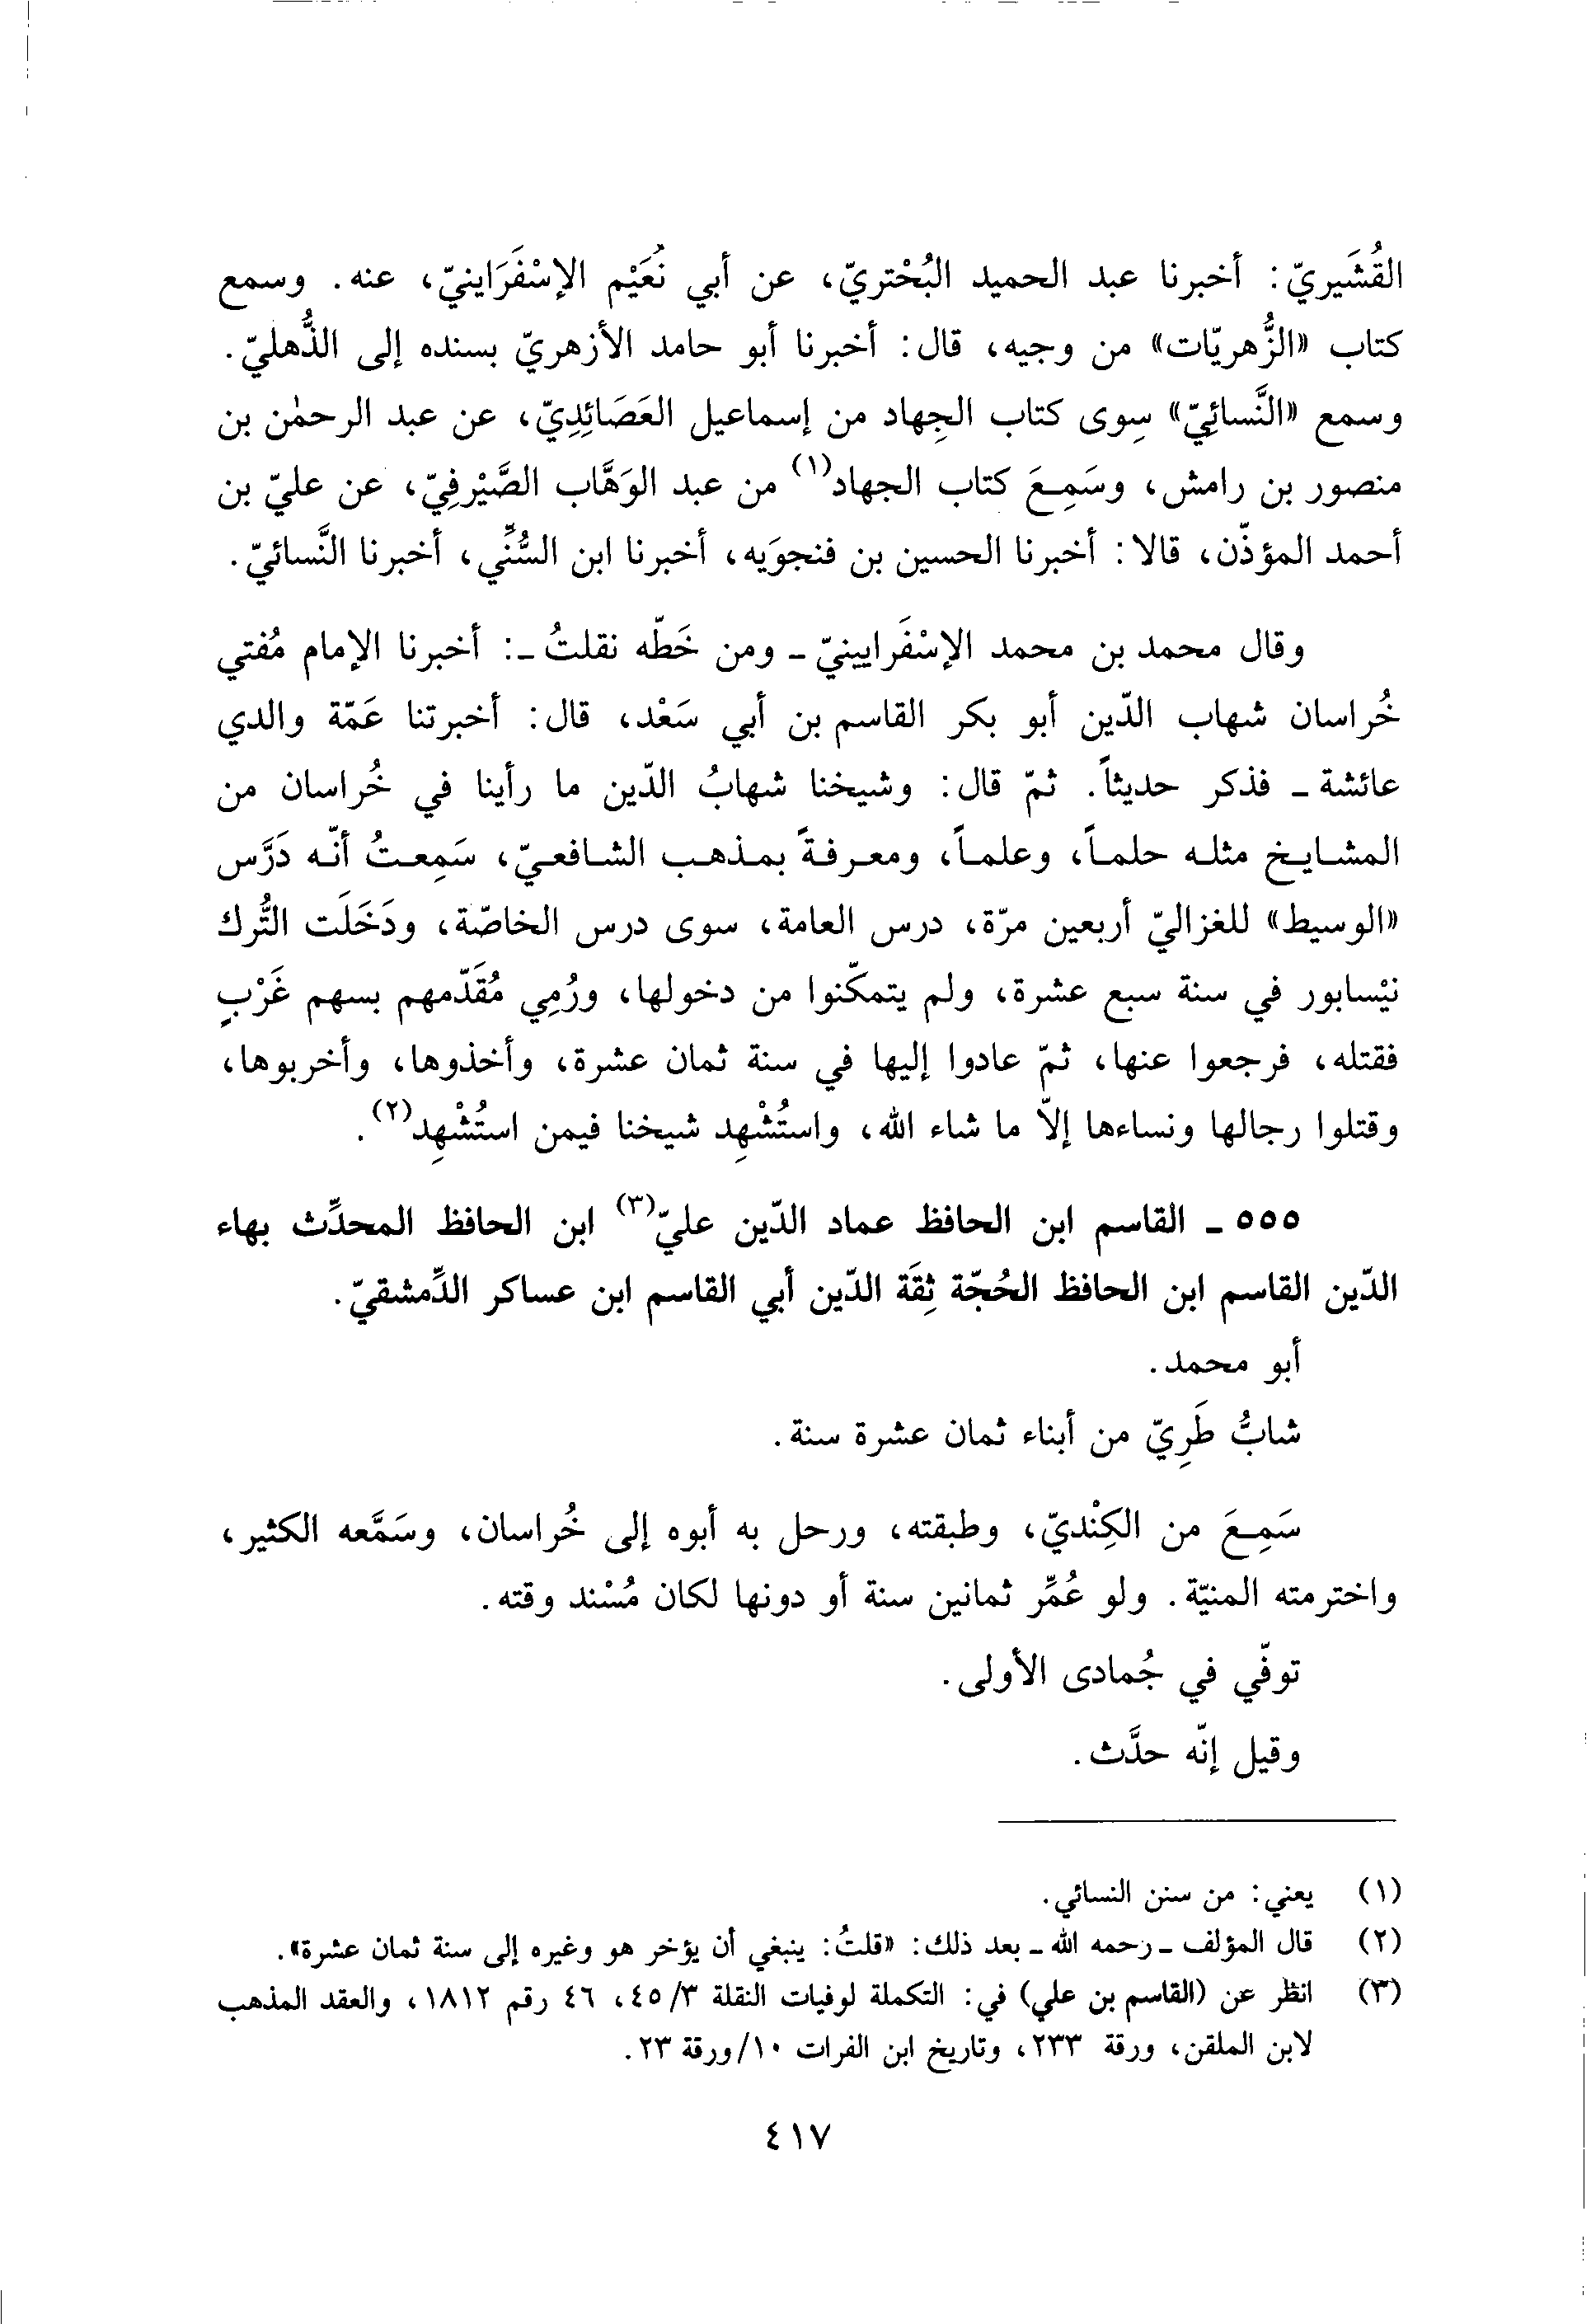 القُشَيريّ: أخبرنا عبد الحميد البُحْتريّ، عن أبي نُعَيْم الإسْفَرَاينيّ، عنه. وسمع
كتاب «الزُّهريّات» من وجيه، قال: أخبرنا أبو حامد الأزهريّ بسنده إلى الذُّهليّ.
وسمع «النَّسائِيّ» سِوى كتاب الجِهاد من إسماعيل العَصَائِدِيّ، عن عبد الرحمٰن بن
منصور بن رامش، وسَمِعَ كتاب الجهاد(١) من عبد الوَهَّاب الصَّيْرفِيّ، عن عليّ بن
أحمد المؤذّن، قالا: أخبرنا الحسين بن فنجوَيه، أخبرنا ابن السُّنِّي، أخبرنا النَّسائيّ.
وقال محمد بن محمد الإسْفَرايينيّ - ومن خَطّه نقلتُ -: أخبرنا الإمام مُفتي
خُراسان شهاب الدّين أبو بكر القاسم بن أبي سَعْد، قال: أخبرتنا عَمّة والدي
عائشة - فذكر حديثاً. ثمّ قال: وشيخنا شهابُ الدّين ما رأينا في خُراسان من
المشايخ مثله حلماً، وعلماً، ومعرفةً بمذهب الشافعيّ، سَمِعتُ أنّه دَرَّس
«الوسيط» للغزاليّ أربعين مرّة، درس العامة، سوى درس الخاصّة، ودَخَلَت التُّرك
نيْسابور في سنة سبع عشرة، ولم يتمكّنوا من دخولها، ورُمِي مُقَدّمهم بسهم غَرْبٍ
فقتله، فرجعوا عنها، ثمّ عادوا إليها في سنة ثمان عشرة، وأخذوها، وأخربوها،
وقتلوا رجالها ونساءها إلاّ ما شاء الله، واستُشْهِد شيخنا فيمن استُشْهِد(٢).
٥٥٥ - القاسم ابن الحافظ عماد الدّين عليّ(٣) ابن الحافظ المحدِّث بهاء
الدّين القاسم ابن الحافظ الحُجّة ثِقَة الدّين أبي القاسم ابن عساكر الدِّمشقيّ.
أبو محمد.
شابٌّ طَرِيّ من أبناء ثمان عشرة سنة.
سَمِعَ من الكِنْديّ، وطبقته، ورحل به أبوه إلى خُراسان، وسَمَّعه الكثير،
واخترمته المنيّة. ولو عُمِّر ثمانين سنة أو دونها لكان مُسْند وقته.
توفّي في جُمادى الأولى.
وقيل إنّه حدَّث.
(١) يعني: من سنن النسائي.
(٢) قال المؤلف - رحمه الله - بعد ذلك: «قلتُ: ينبغي أن يؤخر هو وغيره إلى سنة ثمان عشرة».
(٣) انظر عن (القاسم بن علي) في: التكملة لوفيات النقلة ٣/ ٤٥، ٤٦ رقم ١٨١٢، والعقد المذهب
لابن الملقن، ورقة ٢٣٣، وتاريخ ابن الفرات ١٠/ورقة ٢٣.
٤١٧